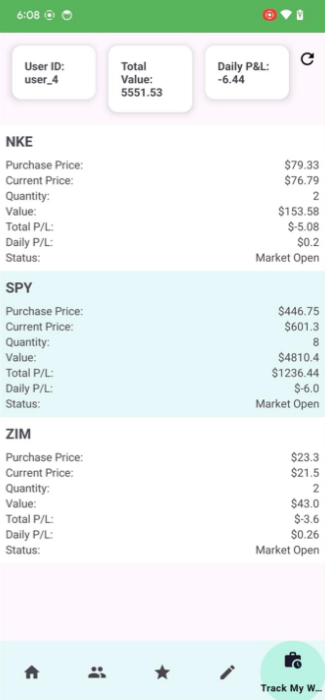 6:08
User ID:
user_4
Total
Value:
5551.53
Daily P&L:
-6.44
NKE
Purchase Price: $79.33
Current Price: $76.79
Quantity: 2
Value: $153.58
Total P/L: $-5.08
Daily P/L: $0.2
Status: Market Open
SPY
Purchase Price: $446.75
Current Price: $601.3
Quantity: 8
Value: $4810.4
Total P/L: $1236.44
Daily P/L: $-6.0
Status: Market Open
ZIM
Purchase Price: $23.3
Current Price: $21.5
Quantity: 2
Value: $43.0
Total P/L: $-3.6
Daily P/L: $0.26
Status: Market Open
Track My W...